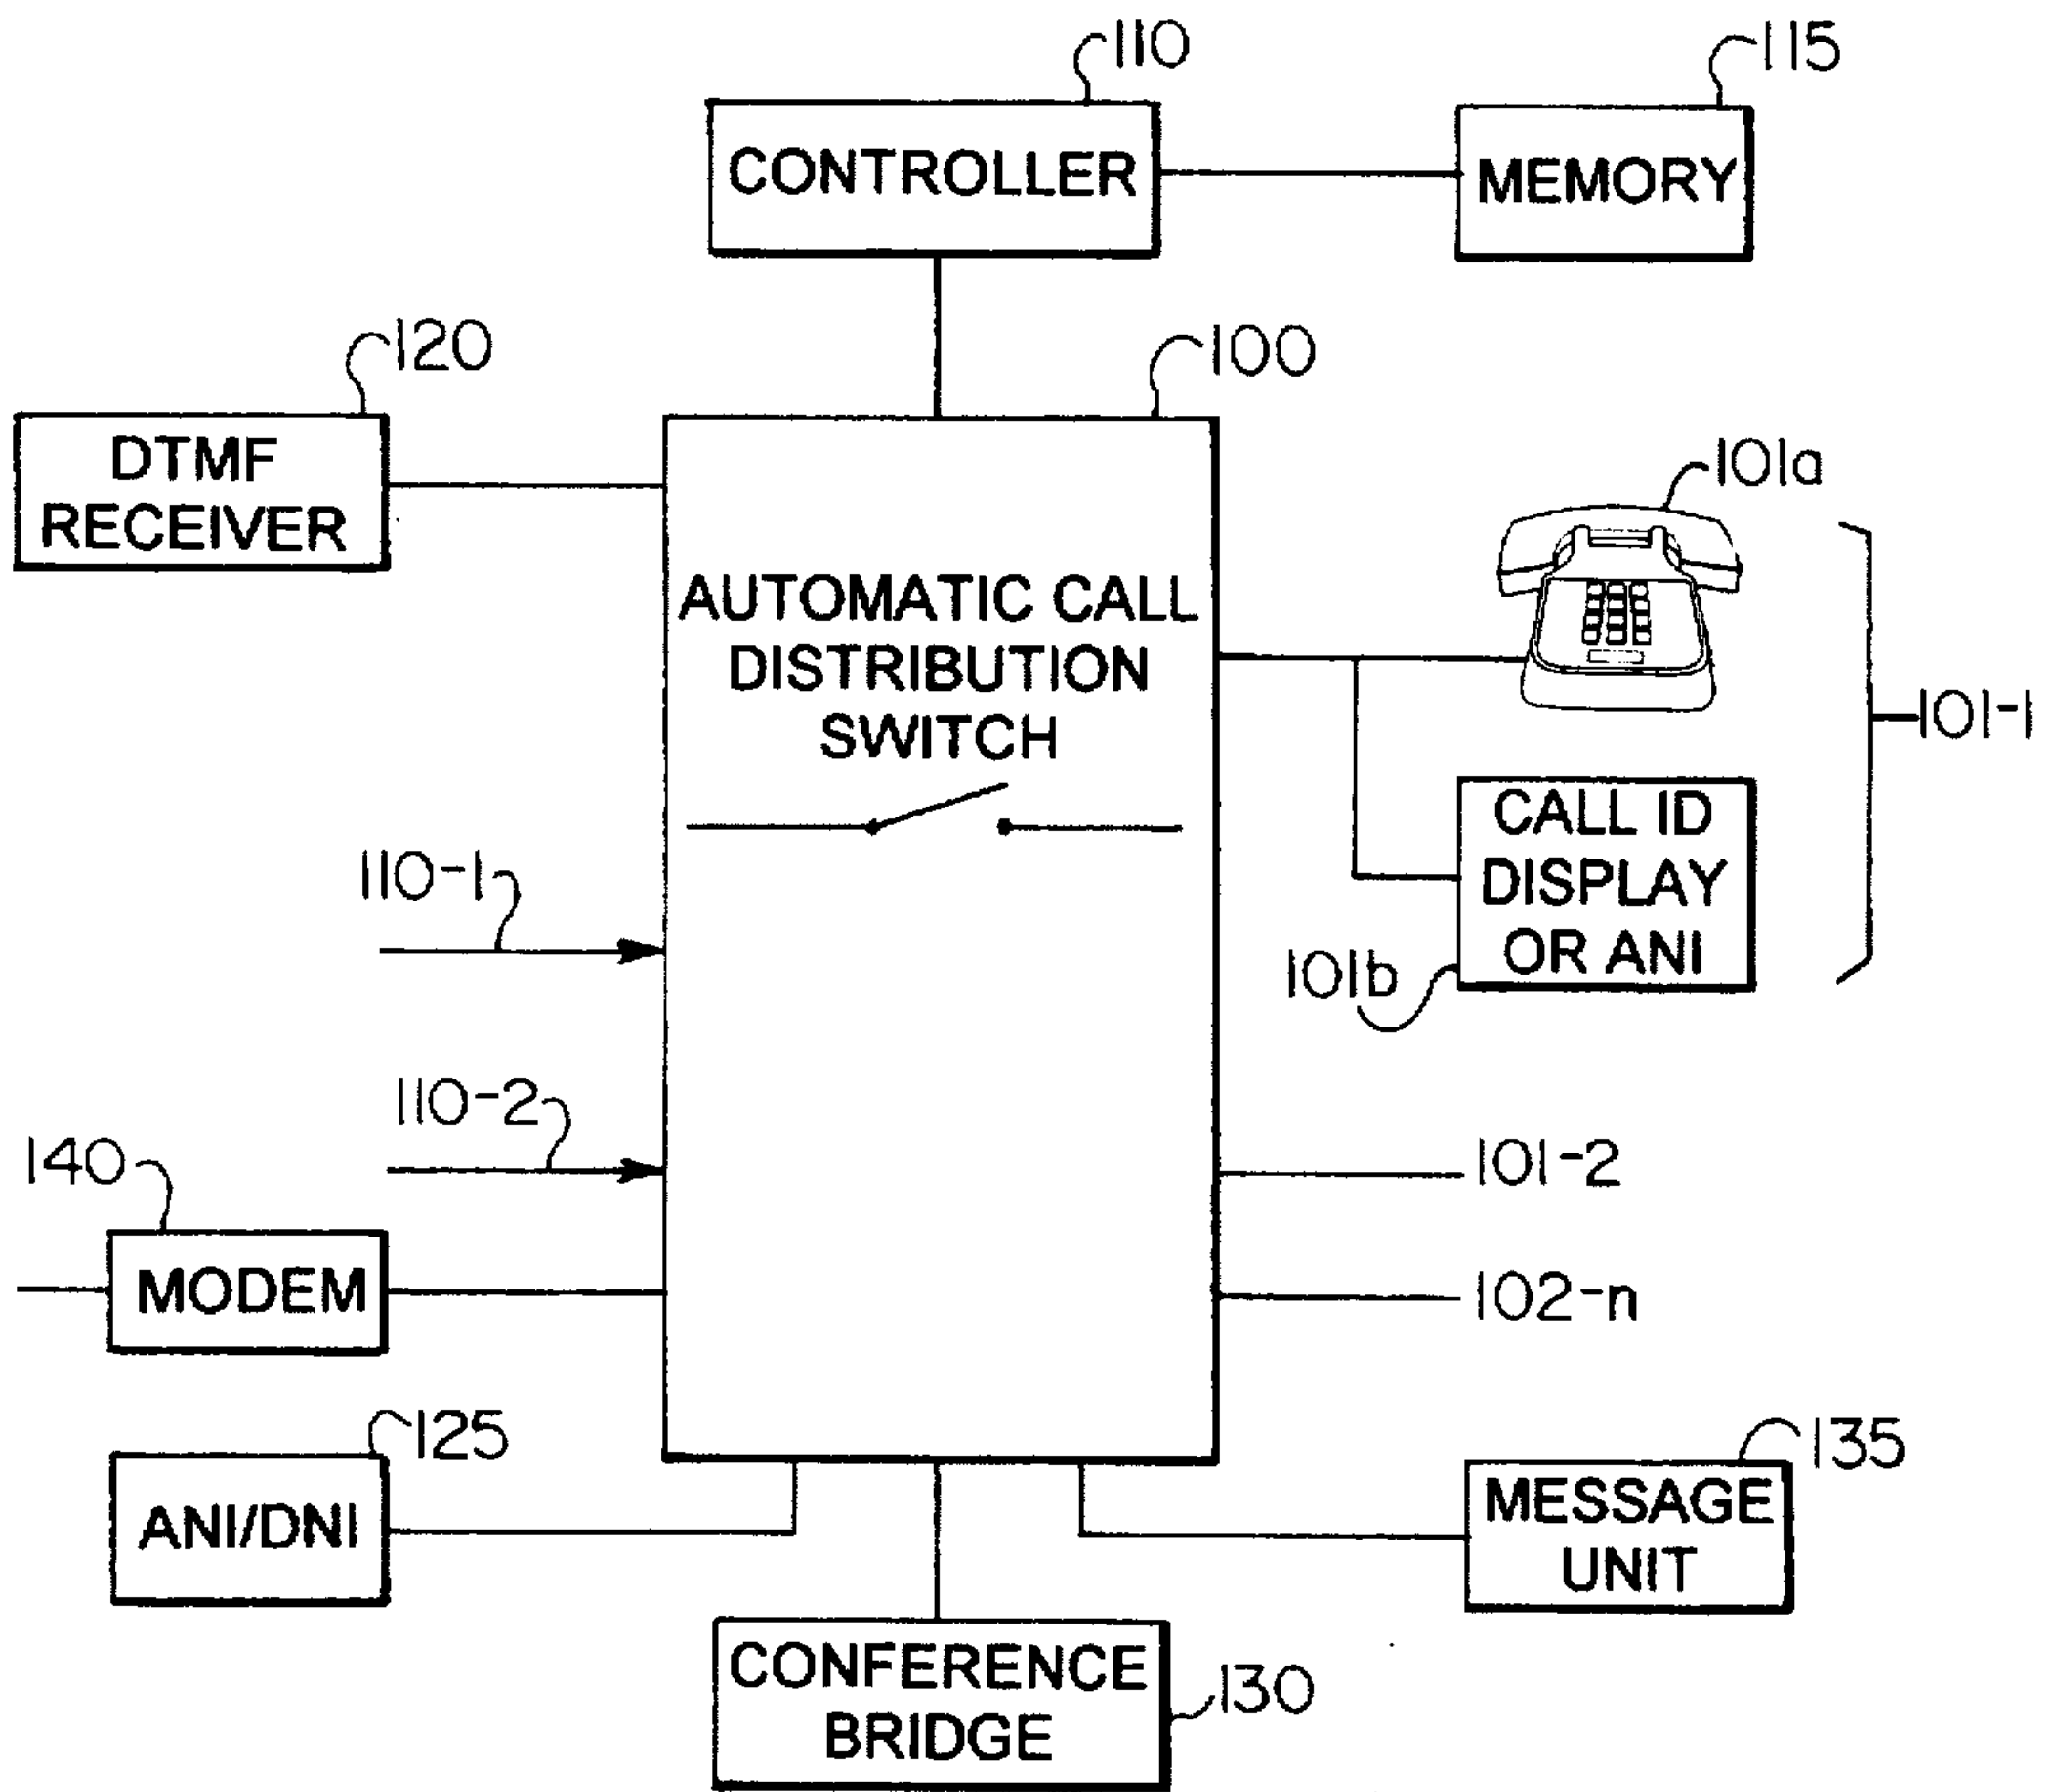 110
115
CONTROLLER
MEMORY
120
100
DTMF
RECEIVER
101a
AUTOMATIC CALL
DISTRIBUTION
SWITCH
101-1
CALL ID
DISPLAY
OR ANI
110-1
101b
110-2
140
101-2
MODEM
102-n
125
135
ANI/DNI
MESSAGE
UNIT
CONFERENCE
BRIDGE
130